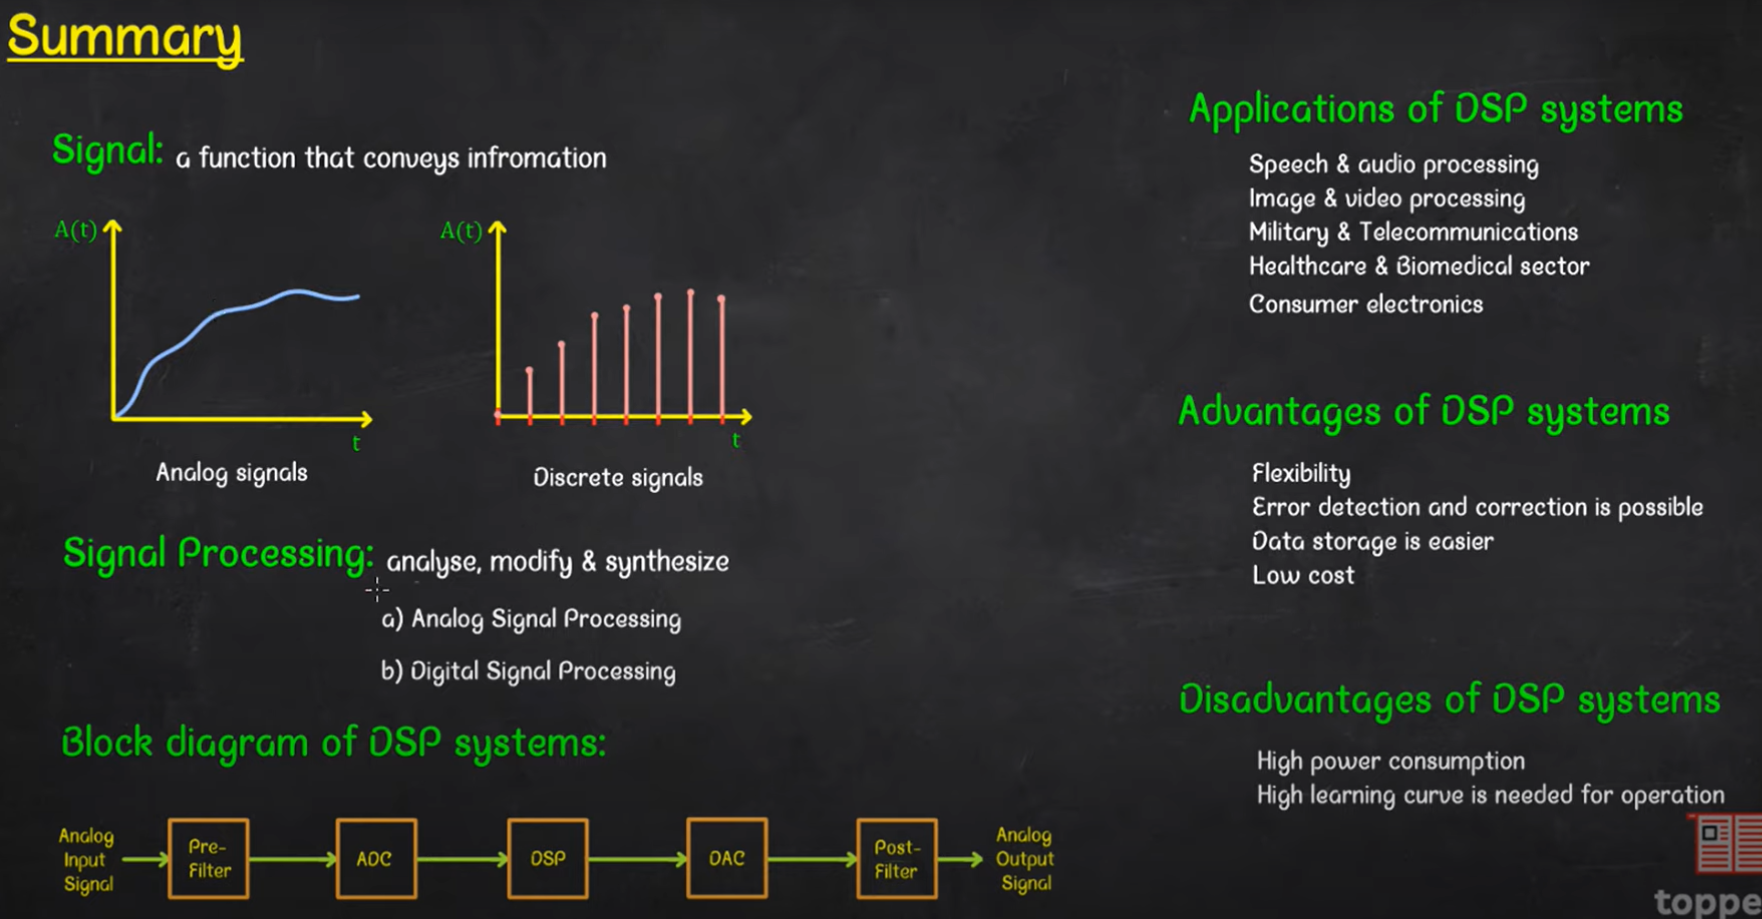 Summary
Signal: a function that conveys infromation
A(t)
t
Analog signals
A(t)
t
Discrete signals
Signal Processing: analyse, modify & synthesize
a) Analog Signal Processing
b) Digital Signal Processing
Block diagram of DSP systems:
Analog
Input
Signal
Pre-
Filter
ADC
DSP
DAC
Post-
Filter
Analog
Output
Signal
Applications of DSP systems
Speech & audio processing
Image & video processing
Military & Telecommunications
Healthcare & Biomedical sector
Consumer electronics
Advantages of DSP systems
Flexibility
Error detection and correction is possible
Data storage is easier
Low cost
Disadvantages of DSP systems
High power consumption
High learning curve is needed for operation
toppe